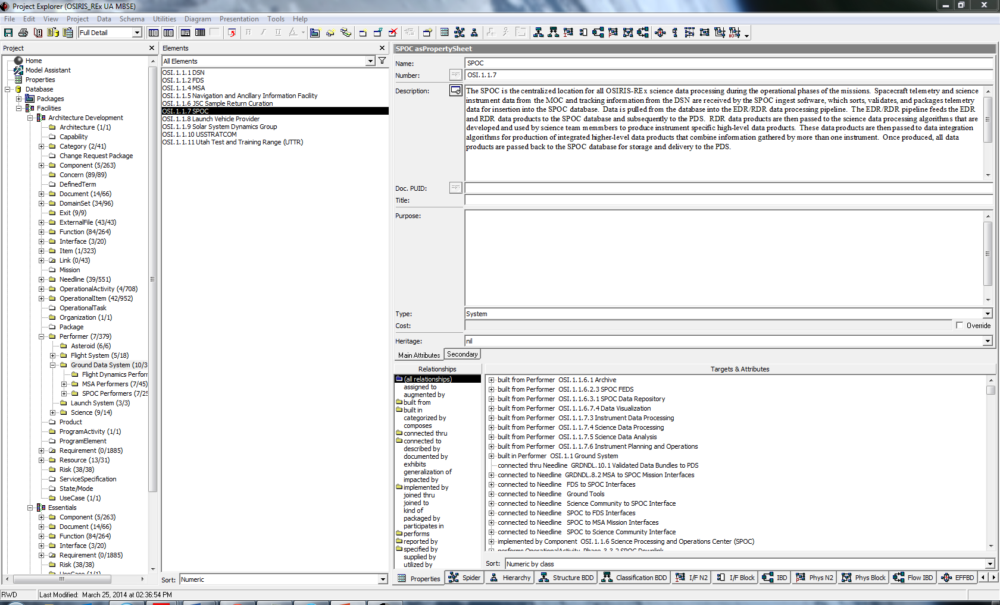 Project Explorer (OSIRIS_REx UA MBSE)
File Edit View Project Data Schema Utilities Diagram Presentation Tools Help
Full Detail
Project
Home
Model Assistant
Properties
Database
Packages
Facilities
Architecture Development
Architecture (1/1)
Capability
Category (2/41)
Change Request Package
Component (5/263)
Concern (89/89)
DefinedTerm
Document (14/66)
DomainSet (34/96)
Exit (9/9)
ExternalFile (43/43)
Function (84/264)
Interface (3/20)
Item (1/323)
Link (0/43)
Mission
Needline (39/551)
OperationalActivity (4/708)
OperationalItem (42/952)
OperationalTask
Organization (1/1)
Package
Performer (7/379)
Asteroid (6/6)
Flight System (5/18)
Ground Data System (10/3
Flight Dynamics Perforr
MSA Performers (7/45)
SPOC Performers (7/25
Launch System (3/3)
Science (9/14)
Product
ProgramActivity (1/1)
ProgramElement
Requirement (0/1885)
Resource (13/31)
Risk (38/38)
ServiceSpecification
State/Mode
UseCase (1/1)
Essentials
Component (5/263)
Document (14/66)
Function (84/264)
Interface (3/20)
Requirement (0/1885)
Risk (38/38)
UseCase (1/1)
Elements
All Elements
OSI.1.1.1 DSN
OSI.1.1.2 FDS
OSI.1.1.4 MSA
OSI.1.1.5 Navigation and Ancillary Information Facility
OSI.1.1.6 JSC Sample Return Curation
OSI.1.1.7 SPOC
OSI.1.1.8 Launch Vehicle Provider
OSI.1.1.9 Solar System Dynamics Group
OSI.1.1.10 USSTRATCOM
OSI.1.1.11 Utah Test and Training Range (UTTR)
Sort: Numeric
SPOC asPropertySheet
Name: SPOC
Number: OSI.1.1.7
Description: The SPOC is the centralized location for all OSIRIS-REx science data processing during the operational phases of the missions. Spacecraft telemetry and science
instrument data from the MOC and tracking information from the DSN are received by the SPOC ingest software, which sorts, validates, and packages telemetry
data for insertion into the SPOC database. Data is pulled from the database into the EDR/RDR data processing pipeline. The EDR/RDR pipeline feeds the EDR
and RDR data products to the SPOC database and subsequently to the PDS. RDR data products are then passed to the science data processing algorithms that are
developed and used by science team memmbers to produce instrument specific high-level data products. These data products are then passed to data integration
algorithms for production of integrated higher-level data products that combine information gathered by more than one instrument. Once produced, all data
products are passed back to the SPOC database for storage and delivery to the PDS.
Doc. PUID:
Title:
Purpose:
Type: System
Cost: Override
Heritage: nil
Main Attributes Secondary
Relationships
(all relationships)
assigned to
augmented by
built from
built in
categorized by
composes
connected thru
connected to
described by
documented by
exhibits
generalization of
impacted by
implemented by
joined thru
joined to
kind of
packaged by
participates in
performs
reported by
specified by
supplied by
utilized by
Targets & Attributes
built from Performer OSI.1.1.6.1 Archive
built from Performer OSI.1.1.6.2.3 SPOC FEDS
built from Performer OSI.1.1.6.3.1 SPOC Data Repository
built from Performer OSI.1.1.6.7.4 Data Visualization
built from Performer OSI.1.1.7.3 Instrument Data Processing
built from Performer OSI.1.1.7.4 Science Data Processing
built from Performer OSI.1.1.7.5 Science Data Analysis
built from Performer OSI.1.1.7.6 Instrument Planning and Operations
built in Performer OSI.1.1 Ground System
connected thru Needline GRDNDL.10.1 Validated Data Bundles to PDS
connected to Needline GRDNDL.8.2 MSA to SPOC Mission Interfaces
connected to Needline FDS to SPOC Interfaces
connected to Needline Ground Tools
connected to Needline Science Community to SPOC Interface
connected to Needline SPOC to FDS Interfaces
connected to Needline SPOC to MSA Mission Interfaces
connected to Needline SPOC to Science Community Interface
implemented by Component OSI.1.1.6 Science Processing and Operations Center (SPOC)
performs OperationalActivity Phase 3.3.2 SPOC Downlink
Sort: Numeric by class
Properties Spider Hierarchy Structure BDD Classification BDD I/F N2 I/F Block IBD Phys N2 Phys Block Flow IBD EFFBD
RWD Last Modified: March 25, 2014 at 02:36:54 PM